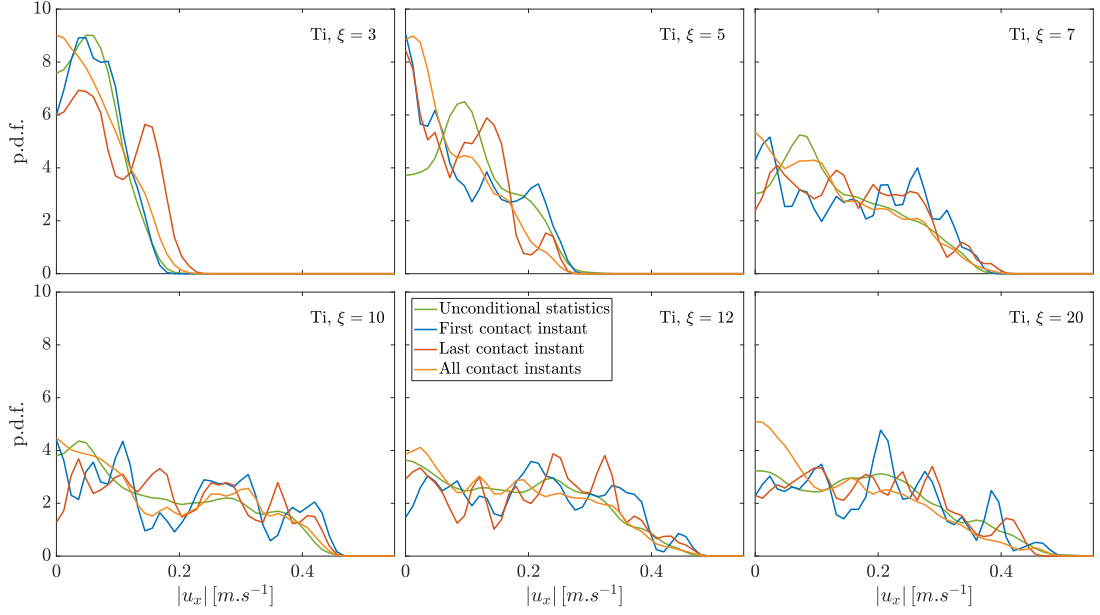 10
8
6
4
2
0
p.d.f.
Ti, ξ = 3
Ti, ξ = 5
Ti, ξ = 7
10
8
6
4
2
0
p.d.f.
Ti, ξ = 10
Ti, ξ = 12
Ti, ξ = 20
Unconditional statistics
First contact instant
Last contact instant
All contact instants
0 0.2 0.4
0 0.2 0.4
0 0.2 0.4
|u_x| [m.s⁻¹]
|u_x| [m.s⁻¹]
|u_x| [m.s⁻¹]